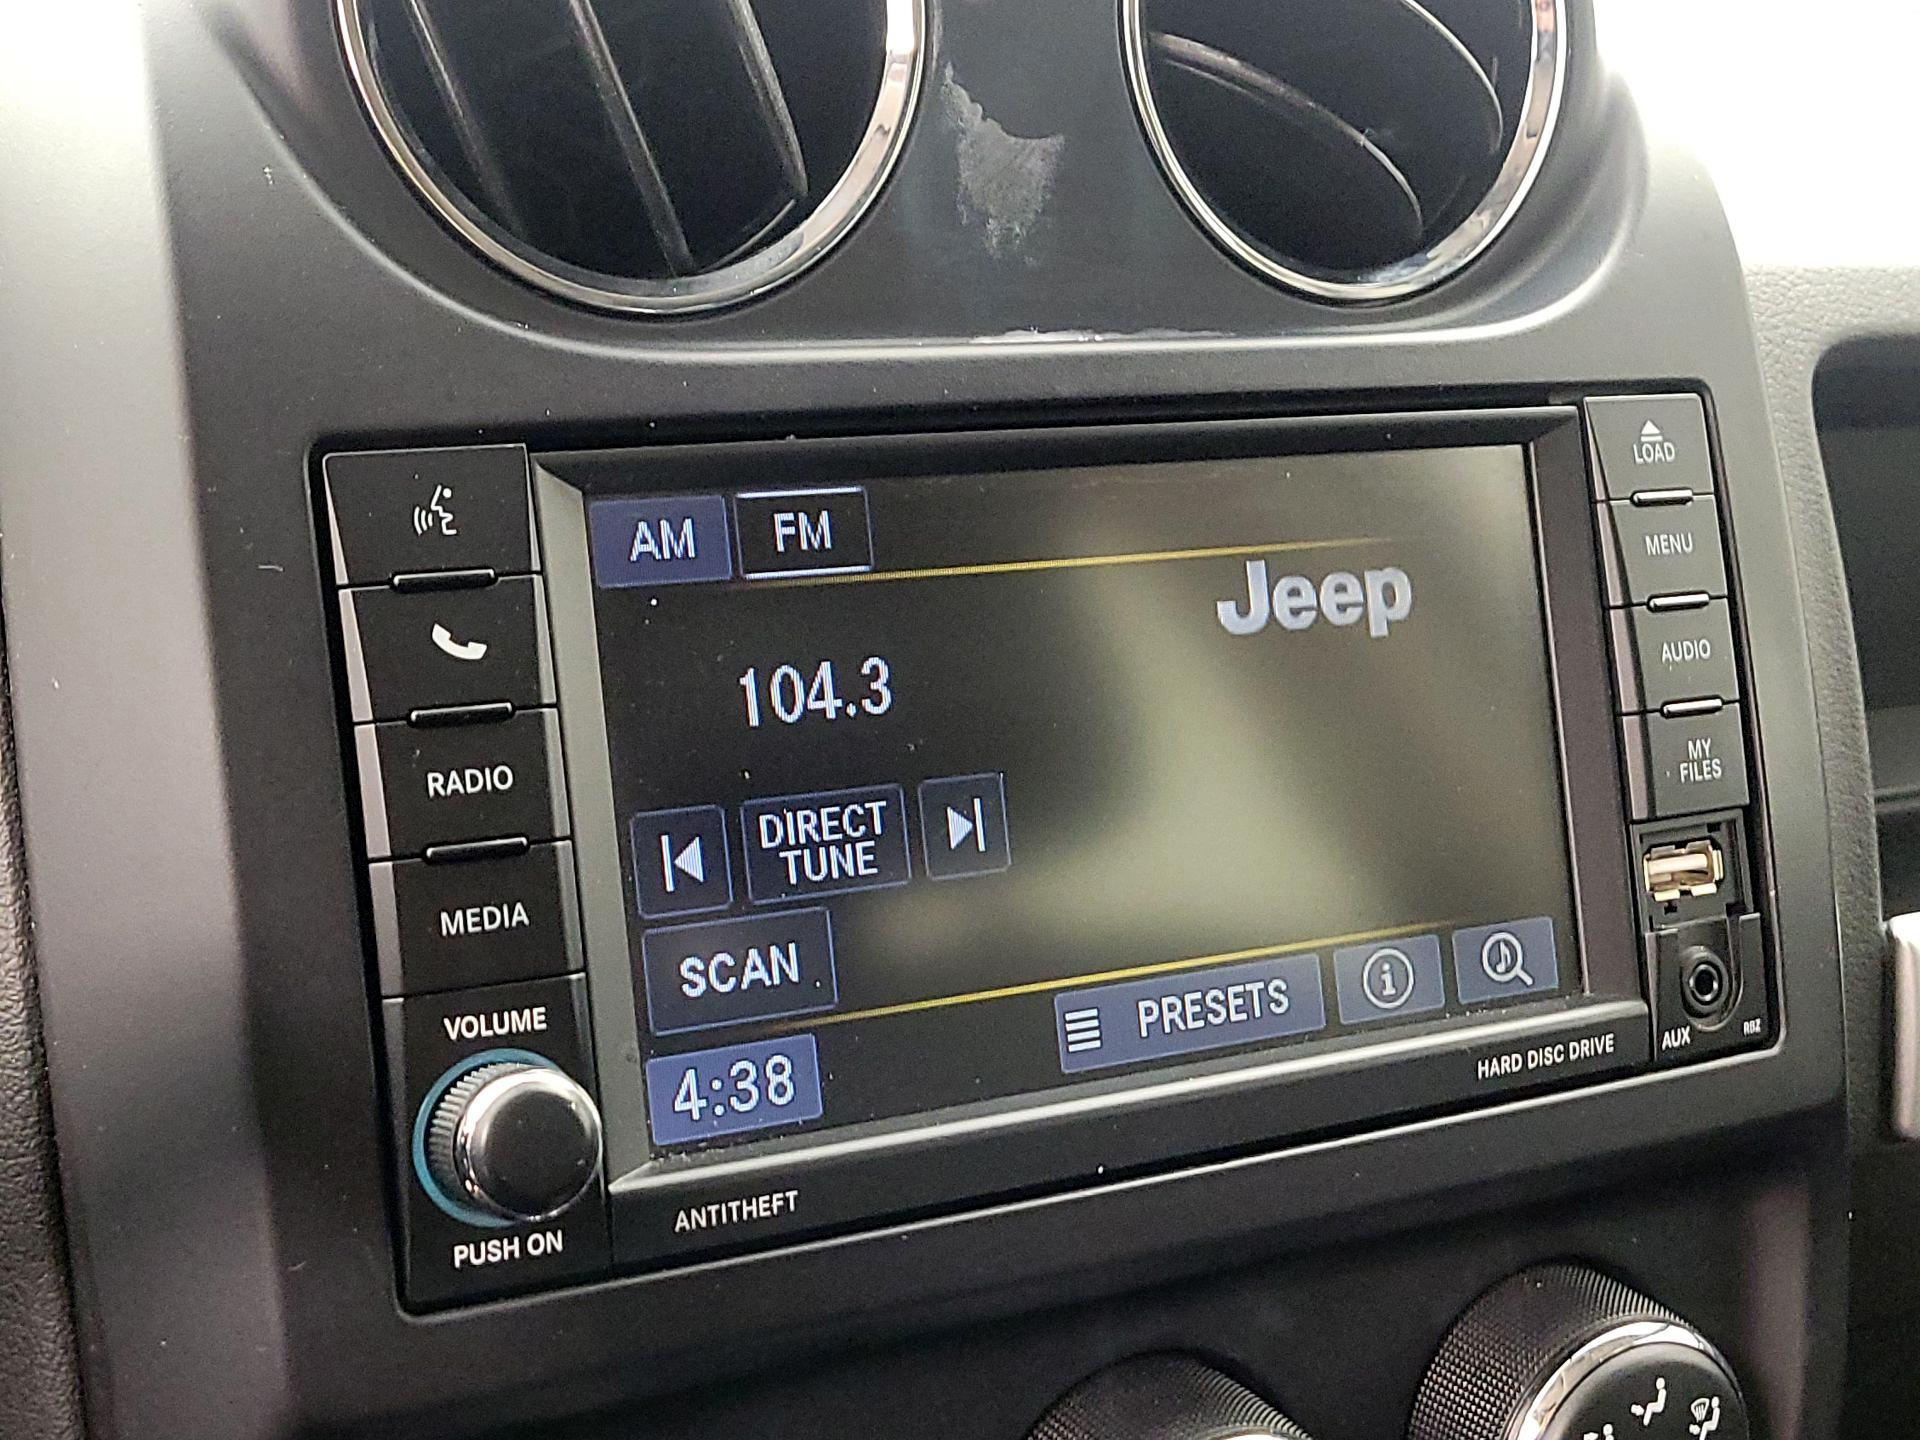 LOAD
AM FM
MENU
Jeep
AUDIO
104.3
MY
FILES
RADIO
DIRECT
TUNE
MEDIA
SCAN
PRESETS
VOLUME
AUX
RBZ
HARD DISC DRIVE
4:38
ANTITHEFT
PUSH ON